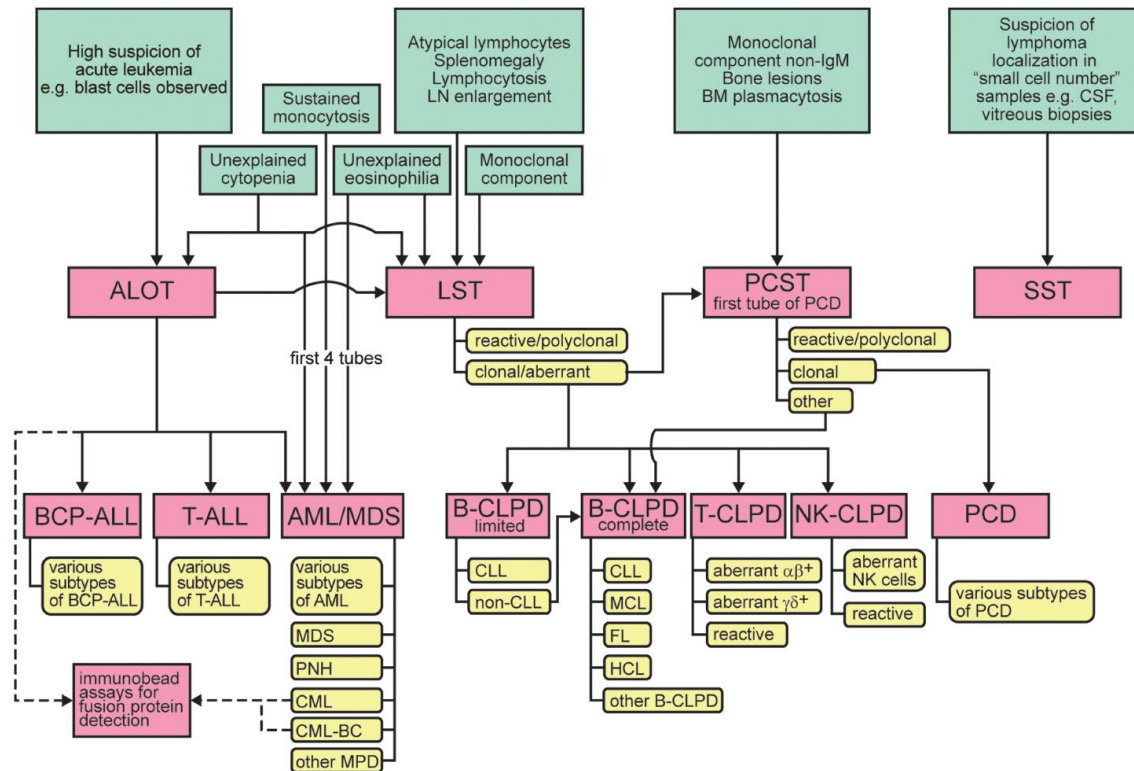 High suspicion of
acute leukemia
e.g. blast cells observed
Atypical lymphocytes
Splenomegaly
Lymphocytosis
LN enlargement
Monoclonal
component non-IgM
Bone lesions
BM plasmacytosis
Suspicion of
lymphoma
localization in
“small cell number”
samples e.g. CSF,
vitreous biopsies
Sustained
monocytosis
Unexplained
cytopenia
Unexplained
eosinophilia
Monoclonal
component
ALOT
LST
PCST
first tube of PCD
SST
first 4 tubes
reactive/polyclonal
clonal/aberrant
reactive/polyclonal
clonal
other
BCP-ALL
T-ALL
AML/MDS
B-CLPD
limited
B-CLPD
complete
T-CLPD
NK-CLPD
PCD
various
subtypes
of BCP-ALL
various
subtypes
of T-ALL
various
subtypes
of AML
MDS
PNH
CML
CML-BC
other MPD
immunobead
assays for
fusion protein
detection
CLL
non-CLL
CLL
MCL
FL
HCL
other B-CLPD
aberrant αβ+
aberrant γδ+
reactive
aberrant
NK cells
reactive
various subtypes
of PCD